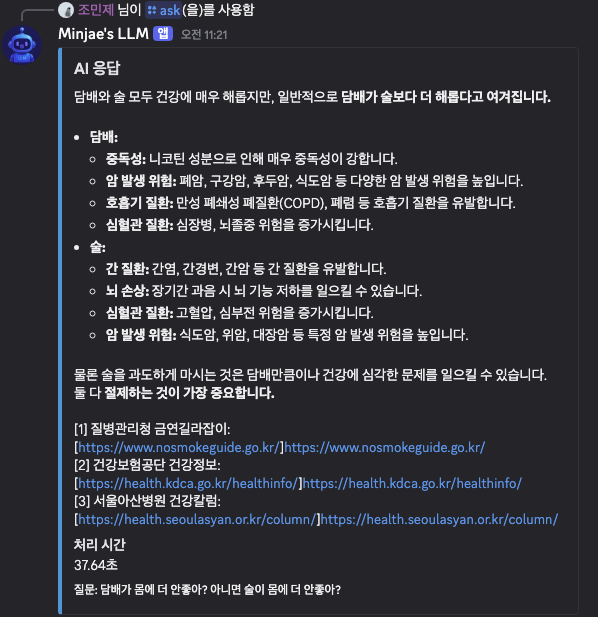 조민제 님이 ask (을)를 사용함
Minjae's LLM 앱 오전 11:21
AI 응답
담배와 술 모두 건강에 매우 해롭지만, 일반적으로 담배가 술보다 더 해롭다고 여겨집니다.
• 담배:
○ 중독성: 니코틴 성분으로 인해 매우 중독성이 강합니다.
○ 암 발생 위험: 폐암, 구강암, 후두암, 식도암 등 다양한 암 발생 위험을 높입니다.
○ 호흡기 질환: 만성 폐쇄성 폐질환(COPD), 폐렴 등 호흡기 질환을 유발합니다.
○ 심혈관 질환: 심장병, 뇌졸중 위험을 증가시킵니다.
• 술:
○ 간 질환: 간염, 간경변, 간암 등 간 질환을 유발합니다.
○ 뇌 손상: 장기간 과음 시 뇌 기능 저하를 일으킬 수 있습니다.
○ 심혈관 질환: 고혈압, 심부전 위험을 증가시킵니다.
○ 암 발생 위험: 식도암, 위암, 대장암 등 특정 암 발생 위험을 높입니다.
물론 술을 과도하게 마시는 것은 담배만큼이나 건강에 심각한 문제를 일으킬 수 있습니다.
둘 다 절제하는 것이 가장 중요합니다.
[1] 질병관리청 금연길라잡이:
[https://www.nosmokeguide.go.kr/]https://www.nosmokeguide.go.kr/
[2] 건강보험공단 건강정보:
[https://health.kdca.go.kr/healthinfo/]https://health.kdca.go.kr/healthinfo/
[3] 서울아산병원 건강칼럼:
[https://health.seoulasyan.or.kr/column/]https://health.seoulasyan.or.kr/column/
처리 시간
37.64초
질문: 담배가 몸에 더 안좋아? 아니면 술이 몸에 더 안좋아?